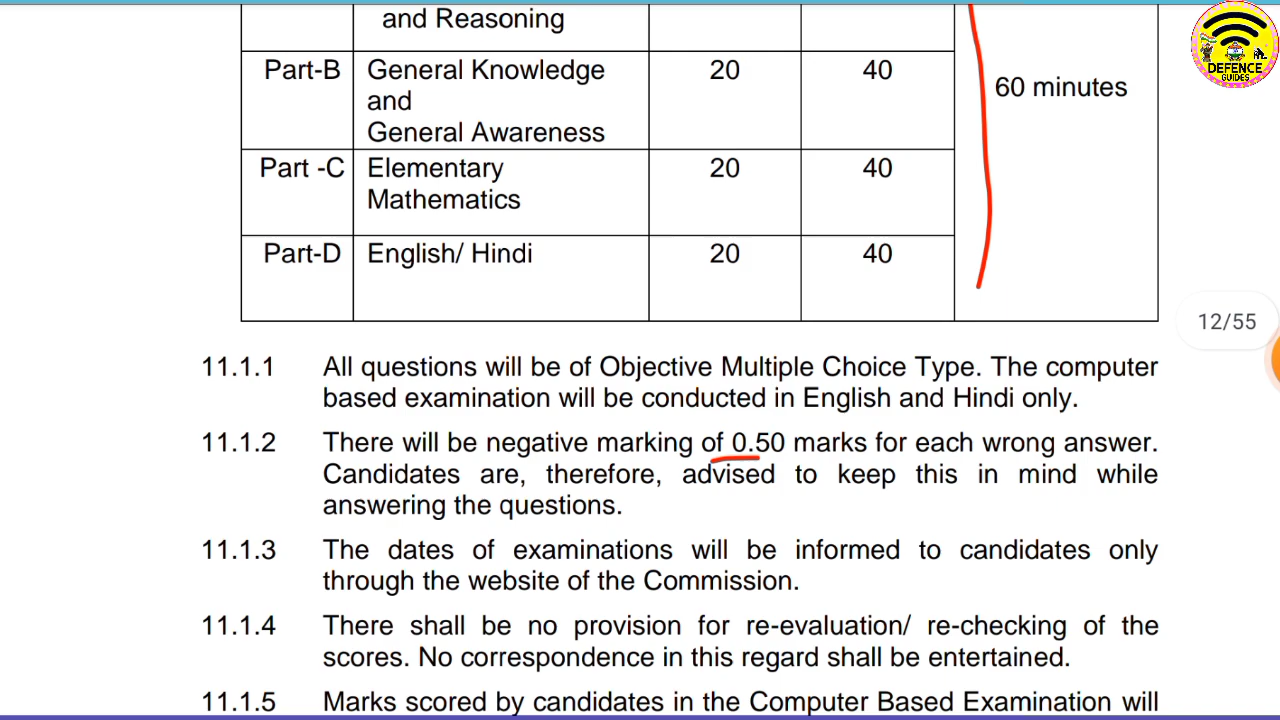 and Reasoning
Part-B General Knowledge 20 40 60 minutes
and
General Awareness
Part -C Elementary 20 40
Mathematics
Part-D English/ Hindi 20 40
11.1.1 All questions will be of Objective Multiple Choice Type. The computer
based examination will be conducted in English and Hindi only.
11.1.2 There will be negative marking of 0.50 marks for each wrong answer.
Candidates are, therefore, advised to keep this in mind while
answering the questions.
11.1.3 The dates of examinations will be informed to candidates only
through the website of the Commission.
11.1.4 There shall be no provision for re-evaluation/ re-checking of the
scores. No correspondence in this regard shall be entertained.
11.1.5 Marks scored by candidates in the Computer Based Examination will
DEFENCE
GUIDES
12/55